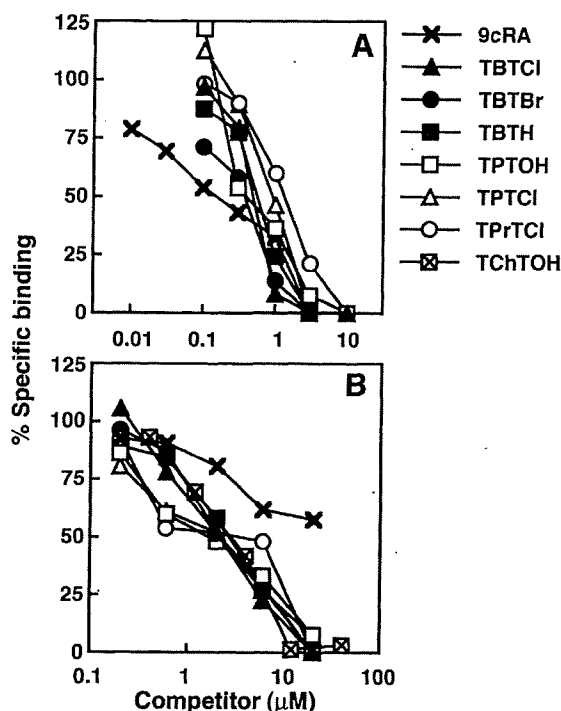 125
100
75
50
25
0
0.01
0.1
1
10
A
9cRA
TBTCl
TBTBr
TBTH
TPTOH
TPTCl
TPrTCl
TChTOH
% Specific binding
125
100
75
50
25
0
0.1
1
10
100
B
Competitor (μM)